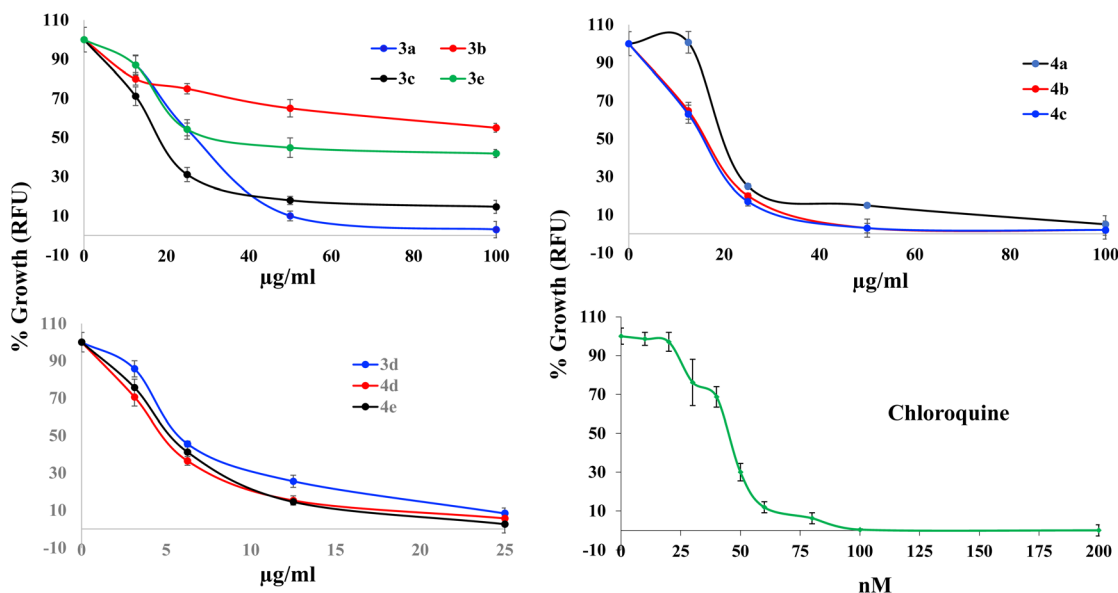 110
90
70
50
30
10
-10
0 20 40 60 80 100
µg/ml
3a 3b
3c 3e
% Growth (RFU)
110
90
70
50
30
10
-10
0 20 40 60 80 100
µg/ml
4a
4b
4c
% Growth (RFU)
110
90
70
50
30
10
-10
0 5 10 15 20 25
µg/ml
3d
4d
4e
110
90
70
50
30
10
-10
0 25 50 75 100 125 150 175 200
nM
Chloroquine